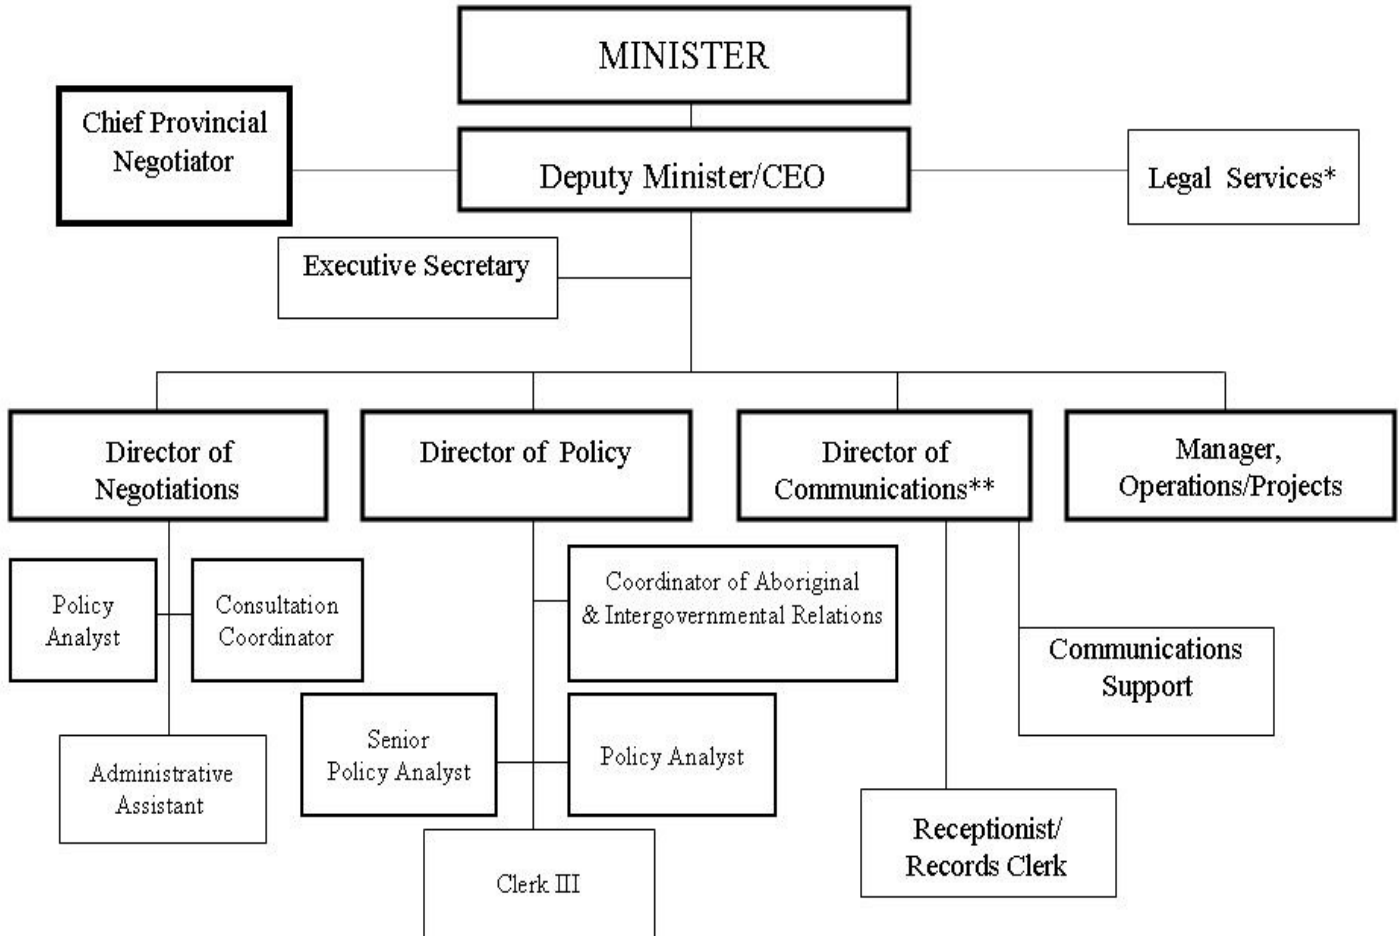 MINISTER
Chief Provincial
Negotiator
Deputy Minister/CEO
Legal Services*
Executive Secretary
Director of
Negotiations
Director of Policy
Director of
Communications**
Manager,
Operations/Projects
Policy
Analyst
Consultation
Coordinator
Coordinator of Aboriginal
& Intergovernmental Relations
Communications
Support
Senior
Policy Analyst
Policy Analyst
Administrative
Assistant
Receptionist/
Records Clerk
Clerk III